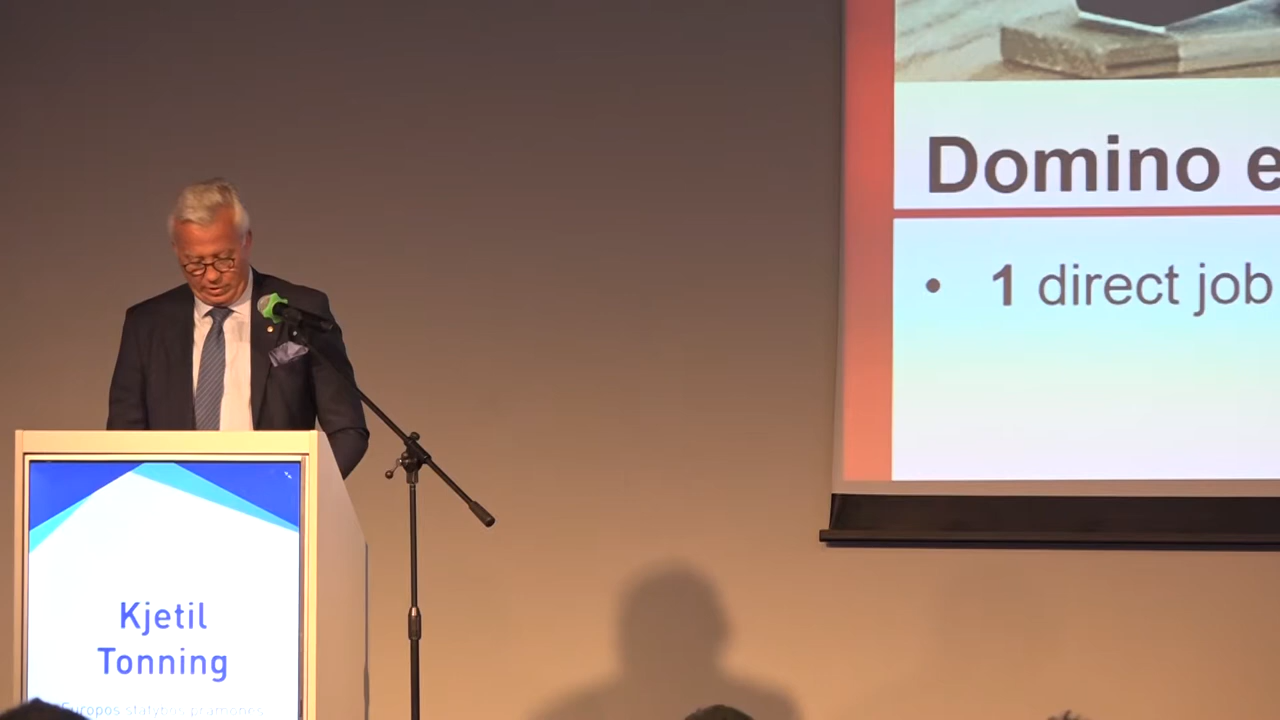 Domino e
• 1 direct job
Kjetil
Tonning
Europos statybos pramonės